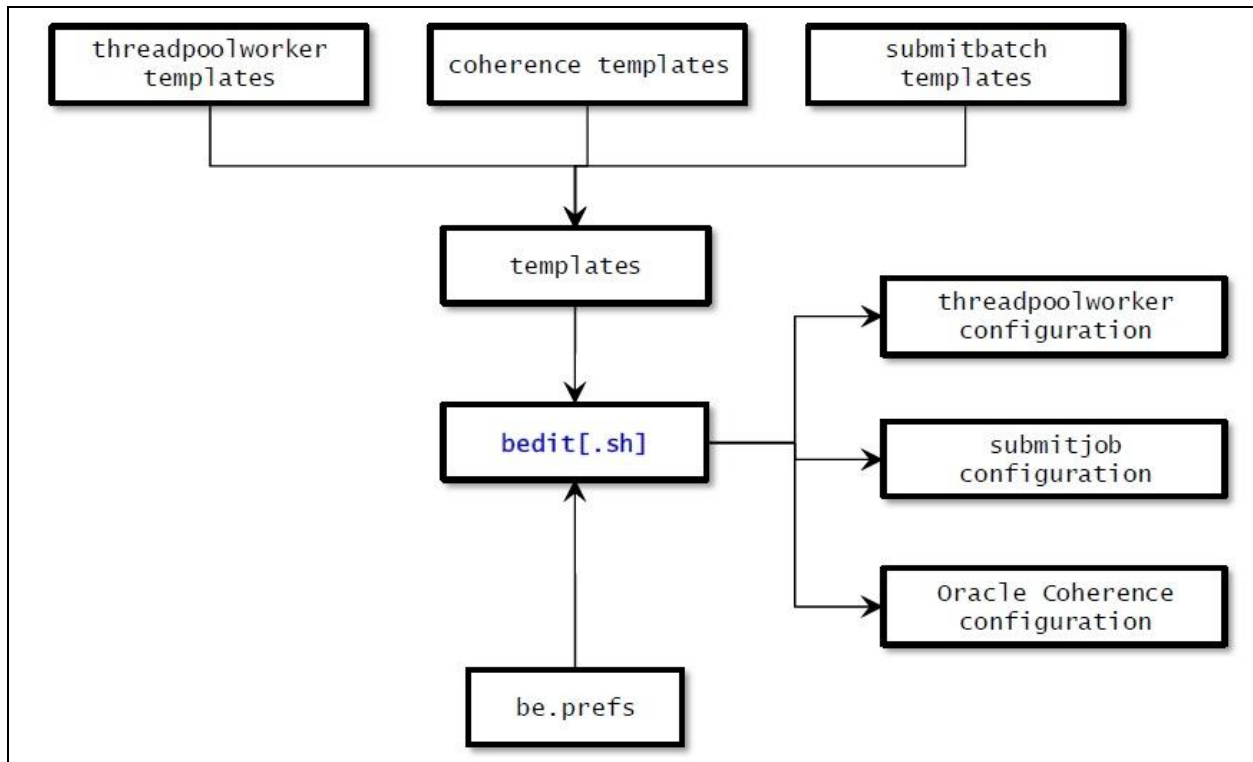 threadpoolworker
templates
coherence templates
submitbatch
templates
templates
threadpoolworker
configuration
bedit[.sh]
submitjob
configuration
Oracle Coherence
configuration
be.prefs